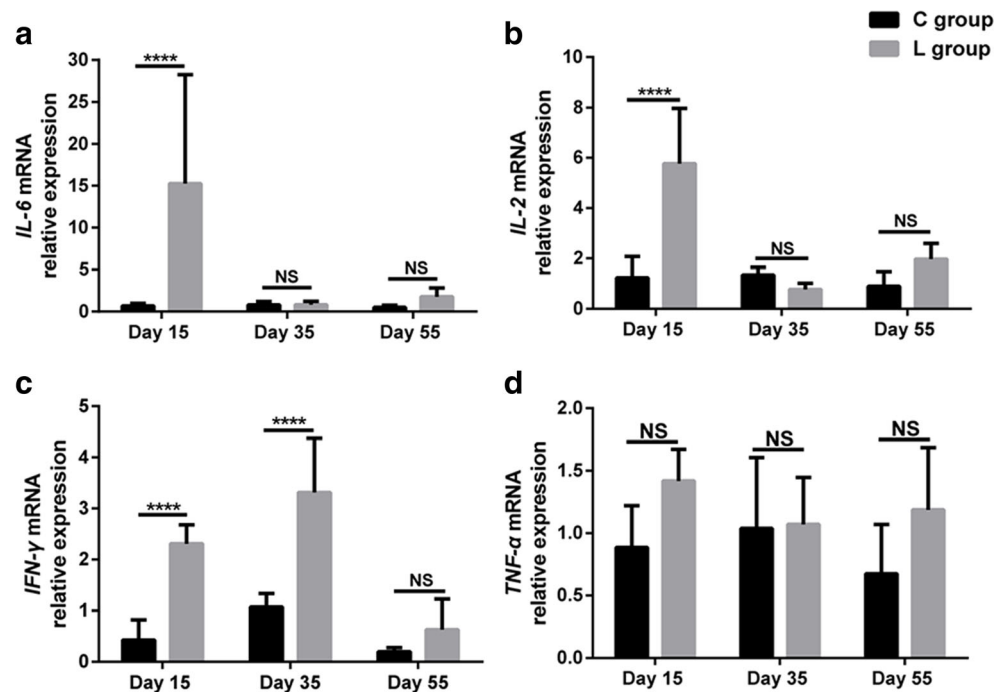 C group
L group
a
IL-6 mRNA
relative expression
30
25
20
15
10
5
0
****
NS
NS
Day 15
Day 35
Day 55
b
IL-2 mRNA
relative expression
10
8
6
4
2
0
****
NS
NS
Day 15
Day 35
Day 55
c
IFN-γ mRNA
relative expression
5
4
3
2
1
0
****
****
NS
Day 15
Day 35
Day 55
d
TNF-α mRNA
relative expression
2.0
1.5
1.0
0.5
0.0
NS
NS
NS
Day 15
Day 35
Day 55